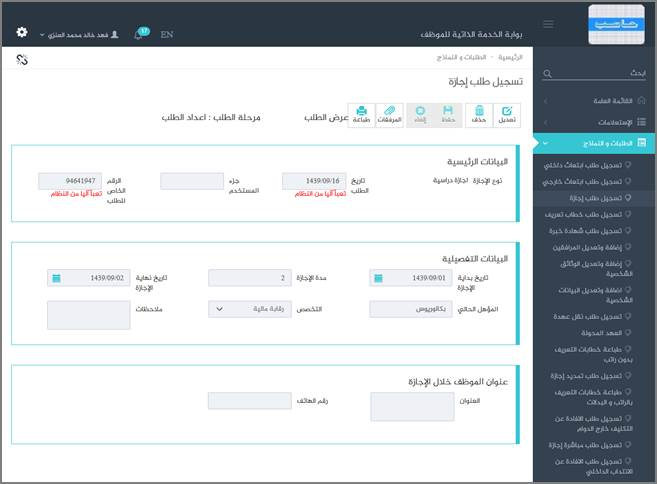 حاسب
بوابة الخدمة الذاتية للموظف
EN
17
فهد خالد محمد العنزي
ابحث
القائمة العامة
الإستعلامات
الطلبات و النماذج
تسجيل طلب ابتعاث داخلي
تسجيل طلب ابتعاث خارجي
تسجيل طلب إجازة
تسجيل طلب خطاب تعريف
تسجيل طلب شهادة خبرة
إضافة وتعديل المرافقين
إضافة وتعديل الوثائق
الشخصية
اضافة وتعديل البيانات
الشخصية
تسجيل طلب نقل عهدة
العهد المحولة
طباعة خطابات التعريف
بدون راتب
تسجيل طلب تمديد إجازة
طباعة خطابات التعريف
بالراتب و البدلات
تسجيل طلب الافادة عن
التكليف خارج الدوام
تسجيل طلب مباشرة إجازة
تسجيل طلب الافادة عن
الانتداب الداخلي
الرئيسية - الطلبات و النماذج
تسجيل طلب إجازة
تعديل
حذف
حفظ
إلغاء
المرفقات
طباعة
عرض الطلب
مرحلة الطلب : اعداد الطلب
البيانات الرئيسية
نوع الإجازة
اجازة دراسية
تاريخ
الطلب
1439/09/16
تعبأ آليا من النظام
جزء
المستخدم
الرقم
الخاص
للطلب
94641947
تعبأ آليا من النظام
البيانات التفصيلية
تاريخ بداية
الإجازة
1439/09/01
مدة الإجازة
2
تاريخ نهاية
الإجازة
1439/09/02
المؤهل الحالي
بكالوريوس
التخصص
رقابة مالية
ملاحظات
عنوان الموظف خلال الإجازة
العنوان
رقم الهاتف